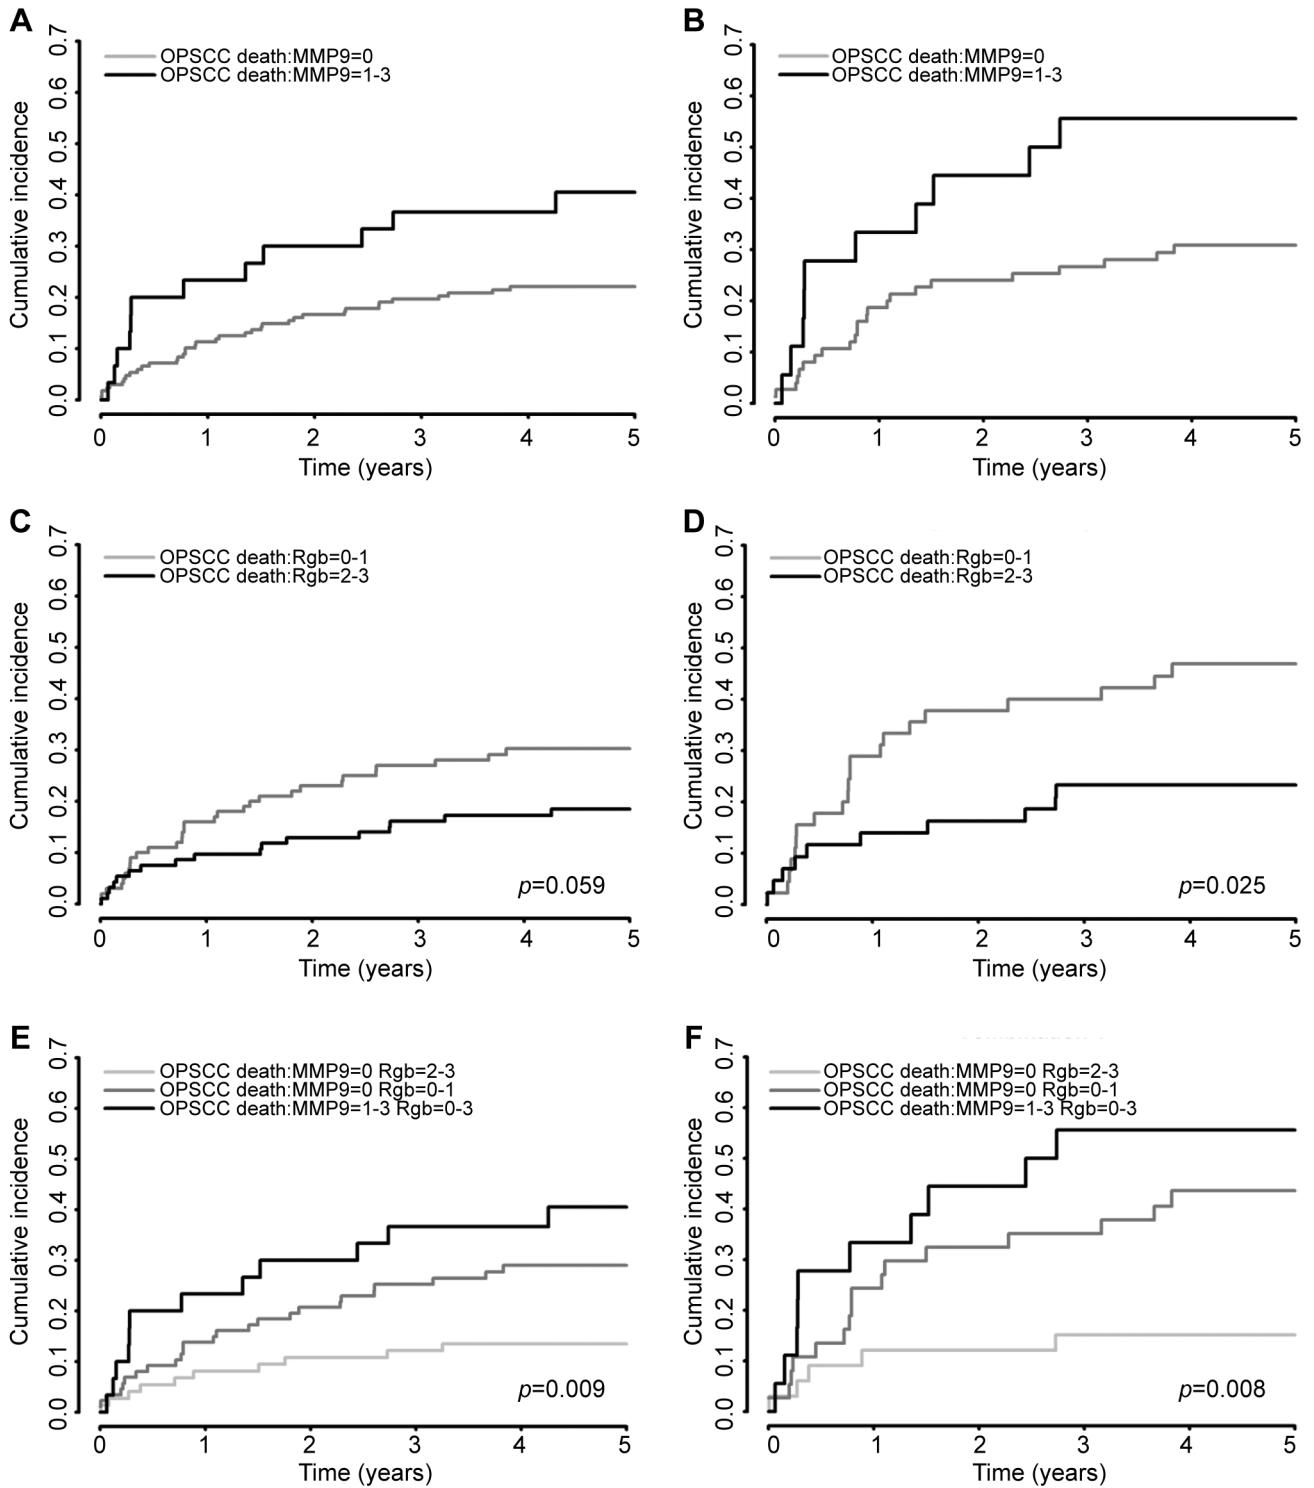 A
0.0 0.1 0.2 0.3 0.4 0.5 0.6 0.7
Cumulative incidence
OPSCC death:MMP9=0
OPSCC death:MMP9=1-3
0 1 2 3 4 5
Time (years)
B
0.0 0.1 0.2 0.3 0.4 0.5 0.6 0.7
Cumulative incidence
OPSCC death:MMP9=0
OPSCC death:MMP9=1-3
0 1 2 3 4 5
Time (years)
C
0.0 0.1 0.2 0.3 0.4 0.5 0.6 0.7
Cumulative incidence
OPSCC death:Rgb=0-1
OPSCC death:Rgb=2-3
p=0.059
0 1 2 3 4 5
Time (years)
D
0.0 0.1 0.2 0.3 0.4 0.5 0.6 0.7
Cumulative incidence
OPSCC death:Rgb=0-1
OPSCC death:Rgb=2-3
p=0.025
0 1 2 3 4 5
Time (years)
E
0.0 0.1 0.2 0.3 0.4 0.5 0.6 0.7
Cumulative incidence
OPSCC death:MMP9=0 Rgb=2-3
OPSCC death:MMP9=0 Rgb=0-1
OPSCC death:MMP9=1-3 Rgb=0-3
p=0.009
0 1 2 3 4 5
Time (years)
F
0.0 0.1 0.2 0.3 0.4 0.5 0.6 0.7
Cumulative incidence
OPSCC death:MMP9=0 Rgb=2-3
OPSCC death:MMP9=0 Rgb=0-1
OPSCC death:MMP9=1-3 Rgb=0-3
p=0.008
0 1 2 3 4 5
Time (years)